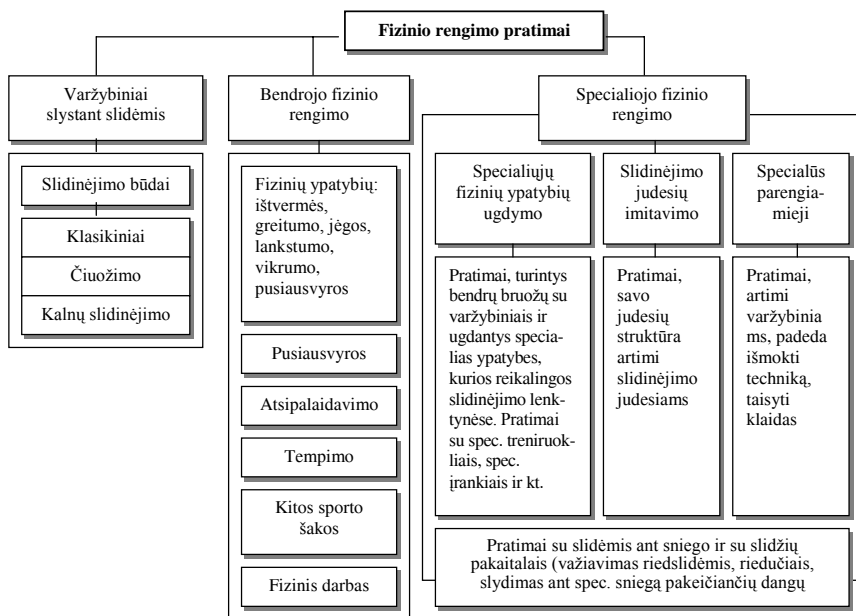 Fizinio rengimo pratimai
Varžybiniai
slystant slidėmis
Slidinėjimo būdai
Klasikiniai
Čiuožimo
Kalnų slidinėjimo
Bendrojo fizinio
rengimo
Fizinių ypatybių:
ištvermės,
greitumo, jėgos,
lankstumo,
vikrumo,
pusiausvyros
Pusiausvyros
Atsipalaidavimo
Tempimo
Kitos sporto
šakos
Fizinis darbas
Specialiojo fizinio
rengimo
Specialiųjų
fizinių ypatybių
ugdymo
Pratimai, turintys
bendrų bruožų su
varžybiniais ir
ugdantys specia-
lias ypatybes,
kurios reikalingos
slidinėjimo lenk-
tynėse. Pratimai
su spec. treniruok-
liais, spec.
įrankiais ir kt.
Slidinėjimo
judesių
imitavimo
Pratimai,
savo
judesių
struktūra
artimi
slidinėjimo
judesiams
Specialūs
parengia-
mieji
Pratimai,
artimi
varžybinia
ms, padeda
išmokti
techniką,
taisyti
klaidas
Pratimai su slidėmis ant sniego ir su slidžių
pakaitalais (važiavimas riedslidėmis, riedučiais,
slydimas ant spec. sniegą pakeičiančių dangų